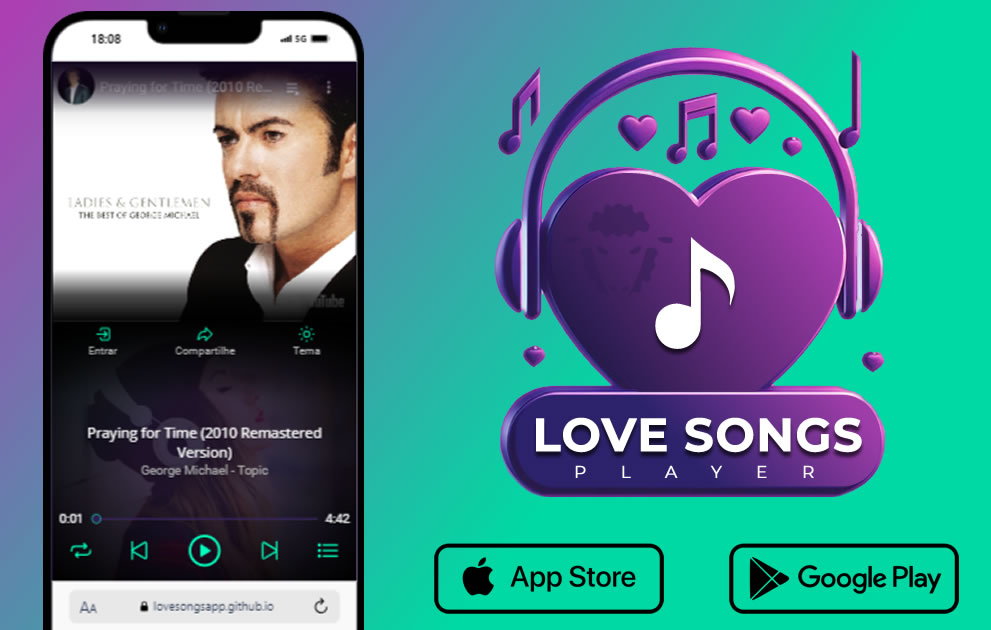 18:08
5G
Praying for Time (2010 Re...
LADIES & GENTLEMEN
THE BEST OF GEORGE MICHAEL
YouTube
Entrar
Compartilhe
Tema
Praying for Time (2010 Remastered
Version)
George Michael - Topic
0:01
4:42
AA
lovesongsapp.github.io
LOVE SONGS
PLAYER
App Store
Google Play